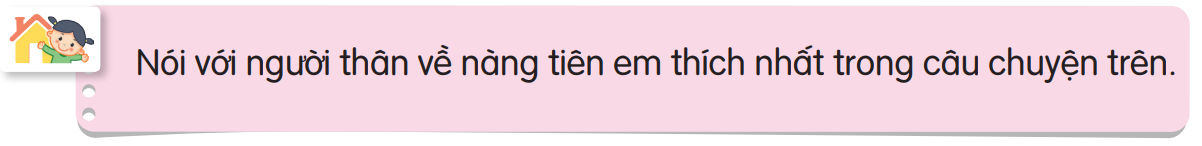 Nói với người thân về nàng tiên em thích nhất trong câu chuyện trên.